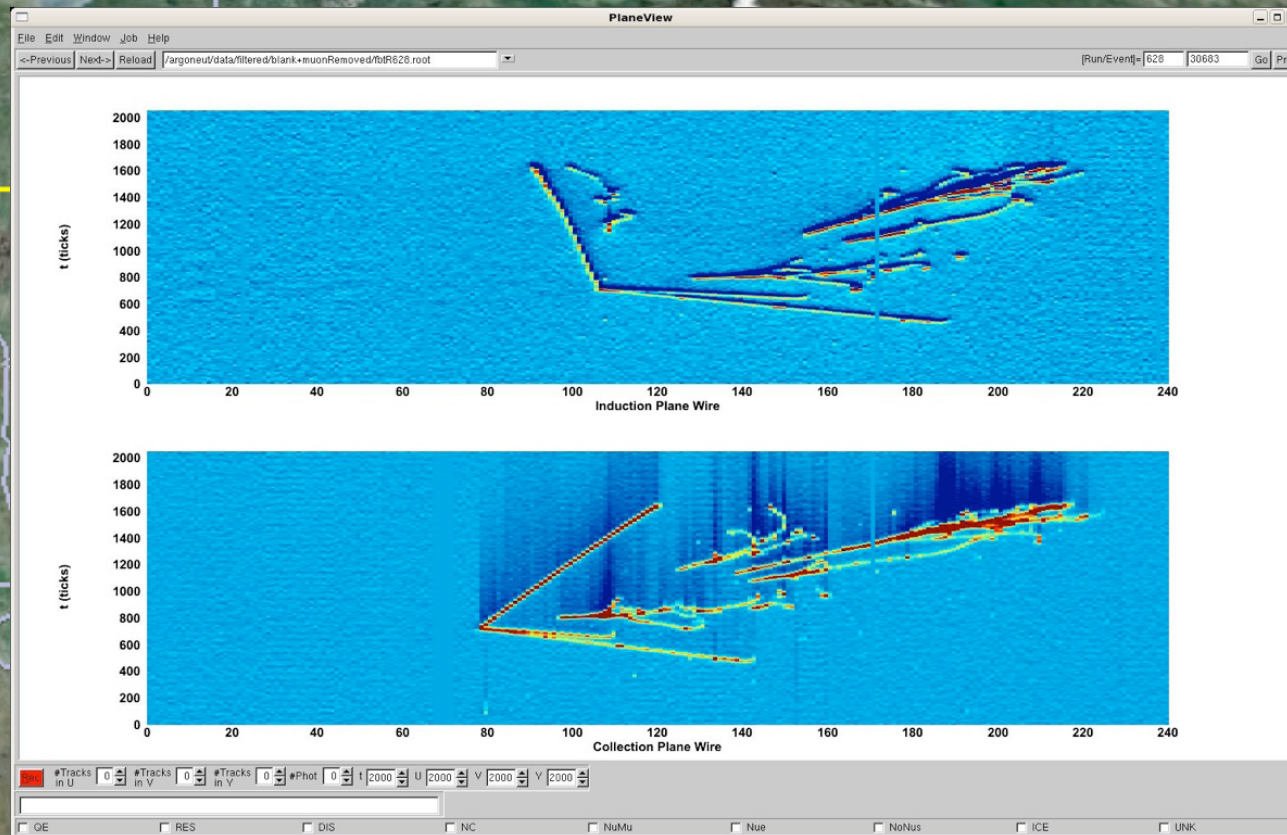 PlaneView
File Edit Window Job Help
<-Previous Next-> Reload /argoneut/data/filtered/blank+muonRemoved/fbtR628.root [Run/Event]= 628 30683 Go Pr
2000
1800
1600
1400
1200
1000
800
600
400
200
0
t (ticks)
0 20 40 60 80 100 120 140 160 180 200 220 240
Induction Plane Wire
2000
1800
1600
1400
1200
1000
800
600
400
200
0
t (ticks)
0 20 40 60 80 100 120 140 160 180 200 220 240
Collection Plane Wire
Rec #Tracks in U 0 #Tracks in V 0 #Tracks in Y 0 #Phot 0 t 2000 U 2000 V 2000 Y 2000
QE RES DIS NC NuMu Nue NoNus ICE UNK